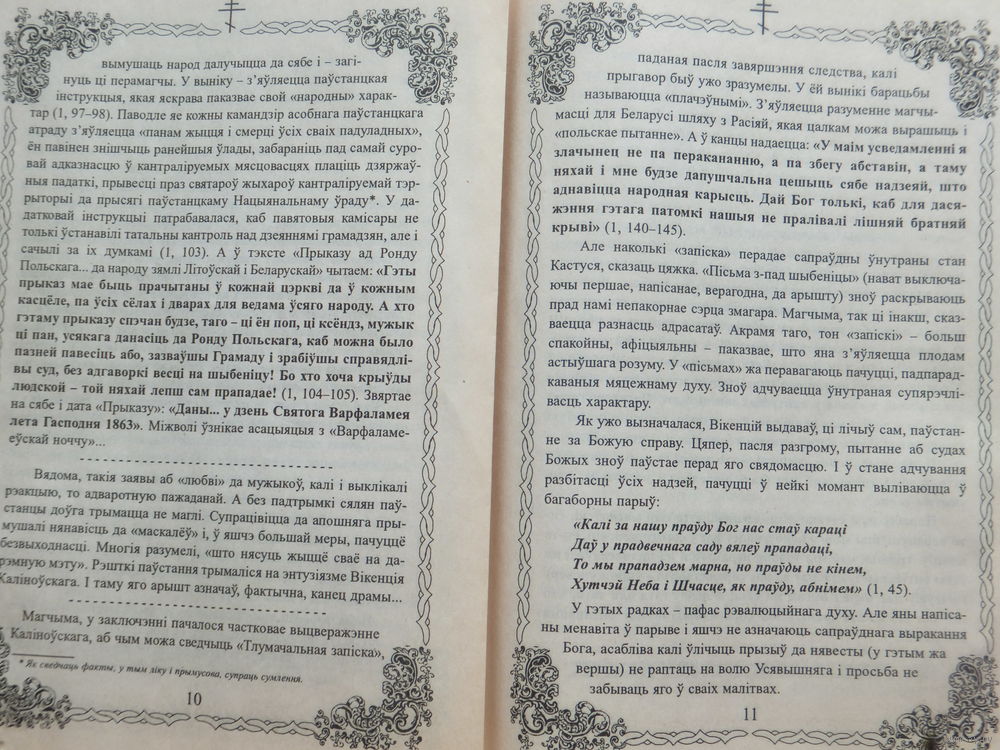 вымушаць народ далучыцца да сябе і – загі-
нуць ці перамагчы. У выніку – з’яўляецца паўстанцкая
інструкцыя, якая яскрава паказвае свой «народны» харак-
тар (1, 97–98). Паводле яе кожны камандзір асобнага паўстанцкага
атраду з’яўляецца «панам жыцця і смерці ўсіх сваіх падуладных»,
ён павінен знішчыць ранейшыя ўлады, забараніць пад самай суро-
вай адказнасцю ў кантраліруемых мясцовасцях плаціць дзяржаў-
ныя падаткі, прывесці праз святароў жыхароў кантраліруемай тэр-
рыторыі да прысягі паўстанцкаму Нацыянальнаму ўраду*. У да-
датковай інструкцыі патрабавалася, каб павятовыя камісары не
толькі ўстанавілі татальны кантроль над дзеяннямі грамадзян, але і
сачылі за іх думкамі (1, 103). А ў тэксте «Прыказу ад Ронду
Польскага... да народу зямлі Літоўскай і Беларускай» чытаем: «Гэты
прыказ мае быць прачытаны ў кожнай цэркві да ў кожным
касцёле, па ўсіх сёлах і дварах для ведама ўсяго народу. А хто
гэтаму прыказу спэчан будзе, таго – ці ён поп, ці ксёндз, мужык
ці пан, усякага данасіць да Ронду Польскага, каб можна было
пазней павесіць або, зазваўшы Грамаду і зрабіўшы справядлі-
вы суд, без адгаворкі весці на шыбеніцу! Бо хто хоча крыўды
людской – той няхай лепш сам прападае! (1, 104–105). Звяртае
на сябе і дата «Прыказу»: «Даны... у дзень Святога Варфаламея
лета Гасподня 1863». Міжволі ўзнікае асацыяцыя з «Варфаламе-
еўскай ноччу»...
Вядома, такія заявы аб «любві» да мужыкоў, калі і выклікалі
рэакцыю, то адваротную пажаданай. А без падтрымкі сялян паў-
станцы доўга трымацца не маглі. Супраціўіцца да апошняга пры-
мушалі нянавісць да «маскалёў» і, у яшчэ большай меры, пачуццё
безвыходнасці. Многія разумелі, «што нясуць жыццё сваё на да-
рэмную мэту». Рэшткі паўстання трымаліся на энтузіязме Вікенція
Каліноўскага. І таму яго арышт азначаў, фактычна, канец драмы...
Магчыма, у заключэнні пачалося частковае выцверажэнне
Каліноўскага, аб чым можа сведчыць «Тлумачальная запіска»,
* Як сведчаць факты, у тым ліку і прымусова, супраць сумлення.
10
паданая пасля завяршэння следства, калі
прыгавор быў ужо зразумелы. У ёй вынікі барацьбы
называюцца «плачэўнымі». З’яўляецца разуменне магчы-
масці для Беларусі шляху з Расіяй, якая цалкам можа вырашыць і
«польскае пытанне». А ў канцы надаецца: «У маім усведамленні я
злачынец не па перакананню, а па збегу абставін, а таму
няхай і мне будзе дапушчальна цешыць сябе надзеяй, што
аднавіцца народная карысць. Дай Бог толькі, каб для дася-
жэння гэтага патомкі нашыя не пралівалі лішняй братняй
крыві» (1, 140–145).
Але наколькі «запіска» перадае сапраўдны ўнутраны стан
Кастуся, сказаць цяжка. «Пісьма з-пад шыбеніцы» (нават выключа-
ючы першае, напісанае, верагодна, да арышту) зноў раскрываюць
прад намі непакорнае сэрца змагара. Магчыма, так ці інакш, сказ-
ваецца разнасць адрасатаў. Акрамя таго, тон «запіскі» – больш
спакойны, афіцыяльны – паказвае, што яна з’яўляецца плодам
астыўшага розуму. У «пісьмах» жа перавагаюць пачуцці, падпарад-
каваныя мяцежнаму духу. Зноў адчуваецца ўнутраная супярэчлі-
васць характару.
Як ужо вызначалася, Вікенцій выдаваў, ці лічыў сам, паўстан-
не за Божую справу. Цяпер, пасля разгрому, пытанне аб судах
Божых зноў паўстае перад яго свядомасцю. І ў стане адчування
разбітасці ўсіх надзей, пачуцці ў нейкі момант выліваюцца ў
багаборны парыў:
«Калі за нашу праўду Бог нас стаў караці
Даў у прадвечнага саду вялеў прападаці,
То мы прападзем марна, но праўды не кінем,
Хутчэй Неба і Шчасце, як праўду, абнімем» (1, 45).
У гэтых радках – пафас рэвалюцыйнага духу. Але яны напіса-
ны менавіта ў парыве і яшчэ не азначаюць сапраўднага выракання
Бога, асабліва калі ўлічыць прызыў да нявесты (у гэтым жа
вершы) не раптаць на волю Усявышняга і просьба не
забываць яго ў сваіх малітвах.
11